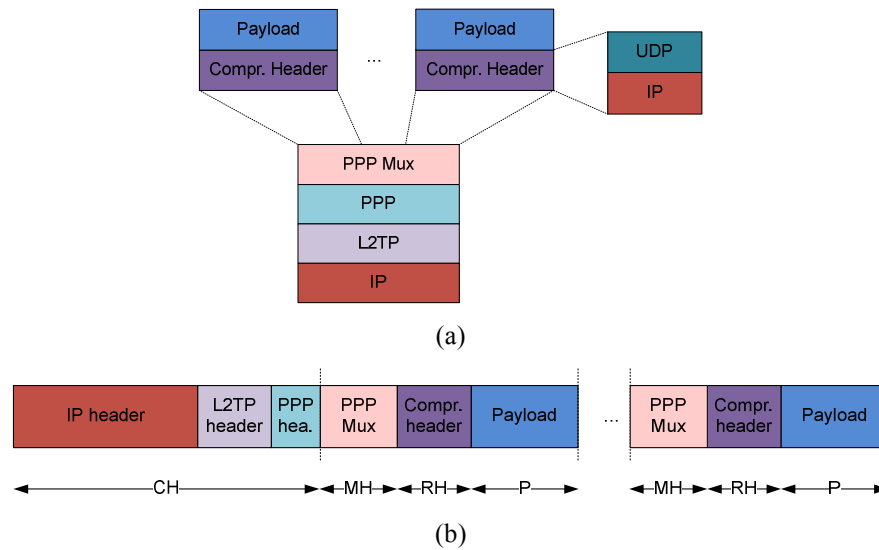 Payload ... Payload UDP
Compr. Header Compr. Header IP
PPP Mux
PPP
L2TP
IP
(a)
IP header L2TP header PPP hea. PPP Mux Compr. header Payload ... PPP Mux Compr. header Payload
CH MH RH P MH RH P
(b)